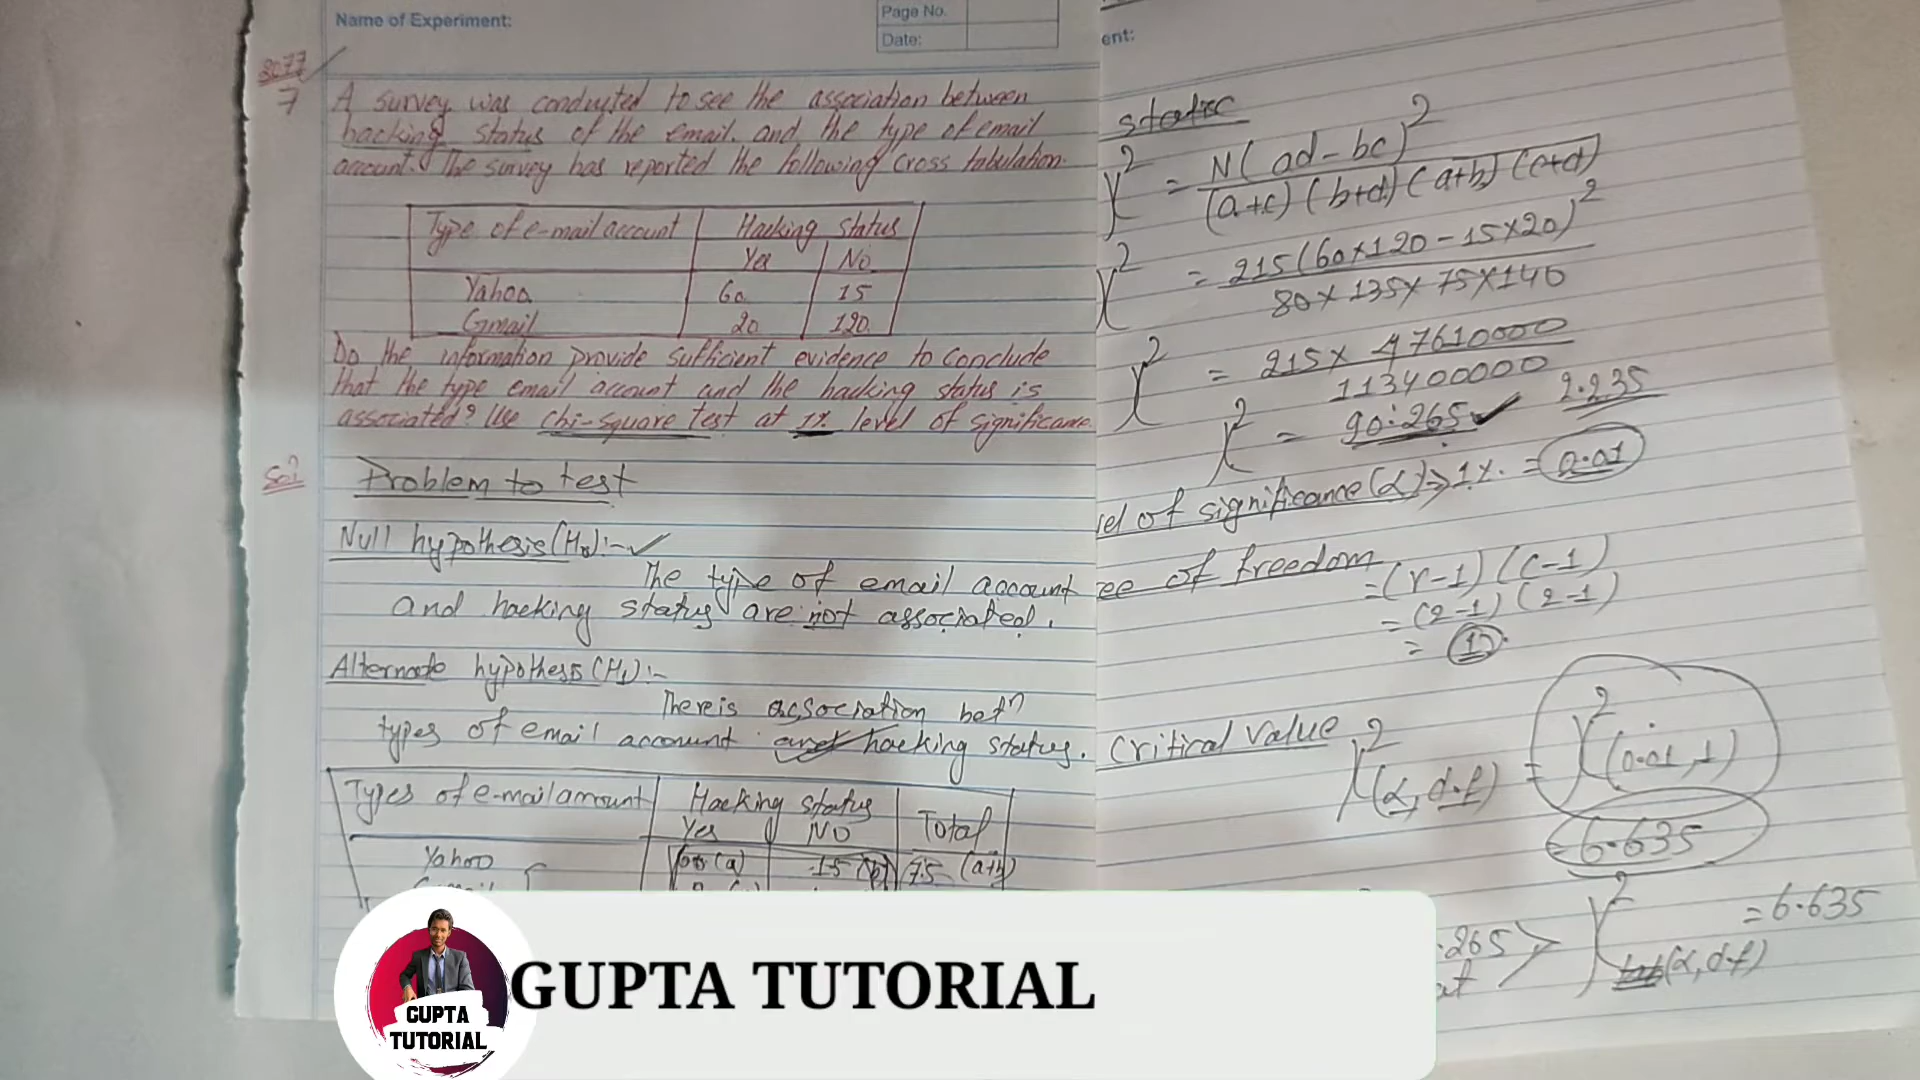 Name of Experiment:
Page No.
Date:
2077
7
A survey was conducted to see the association between
hacking status of the email. and the type of email
account. The survey has reported the following cross tabulation.
Type of e-mail account Hacking status
Yes No
Yahoo 60 15
Gmail 20 120
Do the information provide sufficient evidence to conclude
that the type email account and the hacking status is
associated? Use chi-square test at 1% level of significance.
Sol
Problem to test
Null hypothesis (H0):-
The type of email account
and hacking status are not associated.
Alternate hypothesis (H1):-
There is association betn
types of email account and hacking status.
Types of e-mail amount Hacking status Total
Yes NO
Yahoo 60 (a) 15 (b) 75 (a+b)
ent:
static
χ² = N(ad-bc)²
(a+c) (b+d) (a+b) (c+d)
χ² = 215(60×120-15×20)²
80×135×75×140
χ² = 215× 47610000
113400000
χ² = 90.265 2.235
el of significance (α) ⇒ 1%. = 0.01
ee of freedom = (r-1) (c-1)
= (2-1) (2-1)
= 1
Critical value χ²(α, d.f) = χ²(0.01, 1)
= 6.635
.265 > χ² (α, d.f) = 6.635
at
GUPTA TUTORIAL
GUPTA
TUTORIAL